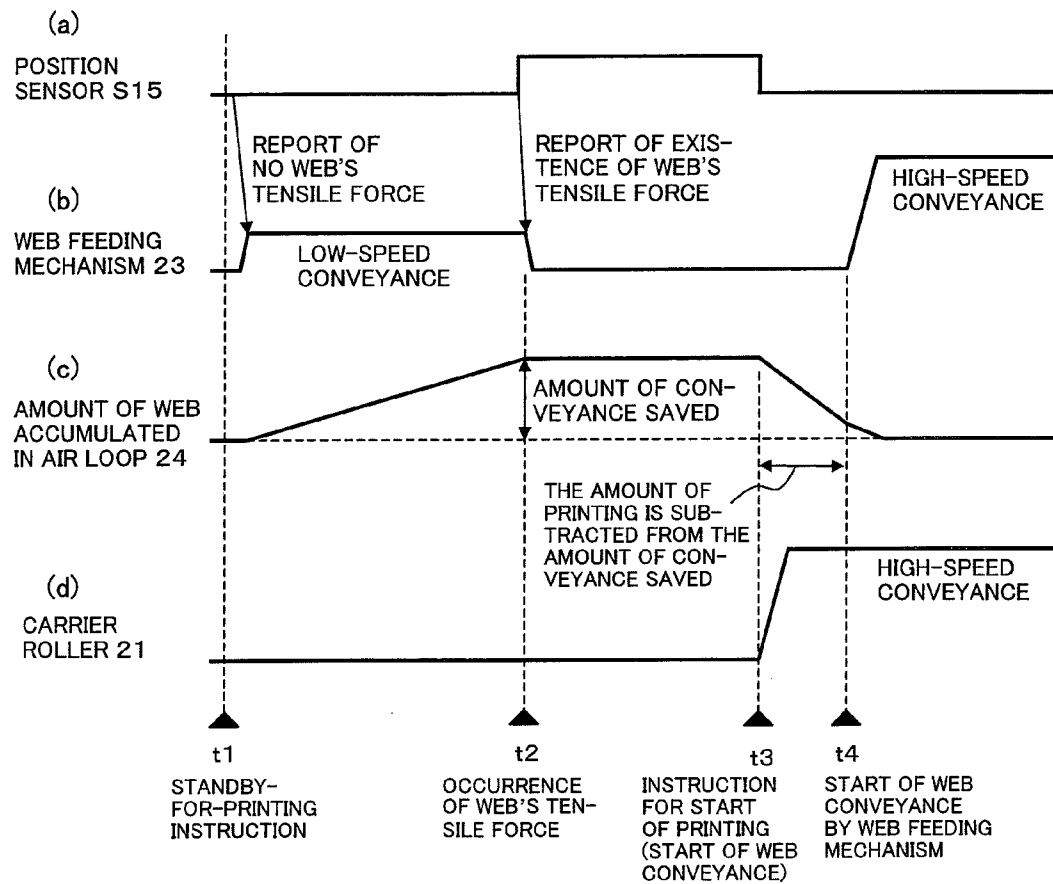 (a)
POSITION
SENSOR S15
REPORT OF
NO WEB'S
TENSILE FORCE
REPORT OF EXIS-
TENCE OF WEB'S
TENSILE FORCE
HIGH-SPEED
CONVEYANCE
(b)
WEB FEEDING
MECHANISM 23
LOW-SPEED
CONVEYANCE
(c)
AMOUNT OF WEB
ACCUMULATED
IN AIR LOOP 24
AMOUNT OF CON-
VEYANCE SAVED
THE AMOUNT OF
PRINTING IS SUB-
TRACTED FROM THE
AMOUNT OF CON-
VEYANCE SAVED
(d)
CARRIER
ROLLER 21
HIGH-SPEED
CONVEYANCE
t1
STANDBY-
FOR-PRINTING
INSTRUCTION
t2
OCCURRENCE
OF WEB'S TEN-
SILE FORCE
t3
INSTRUCTION
FOR START
OF PRINTING
(START OF WEB
CONVEYANCE)
t4
START OF WEB
CONVEYANCE
BY WEB FEEDING
MECHANISM